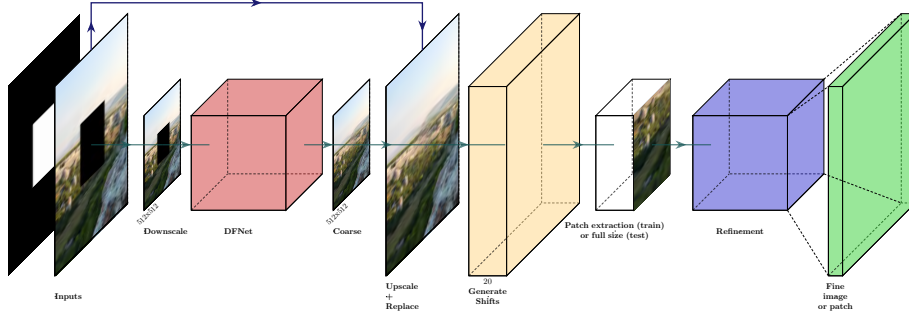 Inputs
512x512
Downscale
DFNet
512x512
Coarse
Upscale
+
Replace
20
Generate
Shifts
Patch extraction (train)
or full size (test)
Refinement
Fine
image
or patch